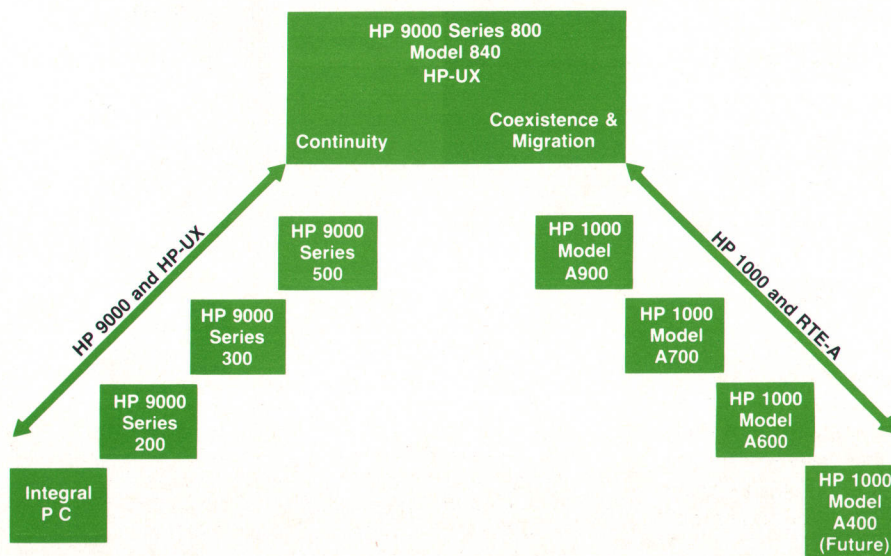 HP 9000 Series 800
Model 840
HP-UX
Continuity
Coexistence &
Migration
HP 9000 and HP-UX
HP 1000 and RTE-A
HP 9000
Series
500
HP 1000
Model
A900
HP 9000
Series
300
HP 1000
Model
A700
HP 9000
Series
200
HP 1000
Model
A600
Integral
P C
HP 1000
Model
A400
(Future)